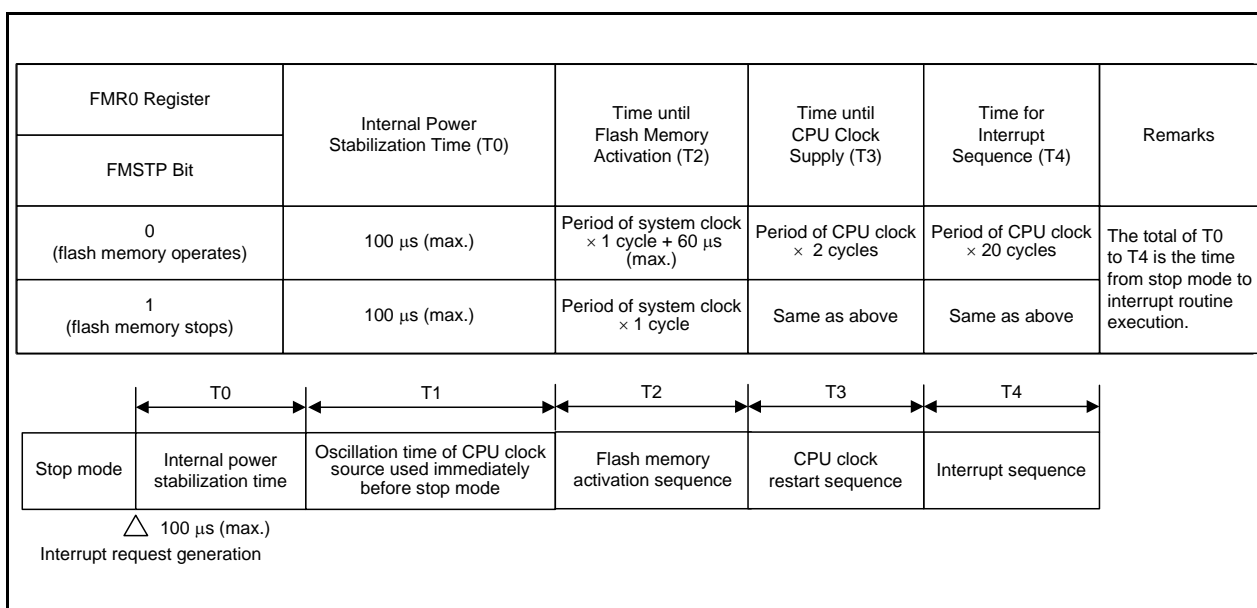 FMR0 Register
FMSTP Bit
Internal Power
Stabilization Time (T0)
Time until
Flash Memory
Activation (T2)
Time until
CPU Clock
Supply (T3)
Time for
Interrupt
Sequence (T4)
Remarks
0
(flash memory operates)
100 μs (max.)
Period of system clock
× 1 cycle + 60 μs
(max.)
Period of CPU clock
× 2 cycles
Period of CPU clock
× 20 cycles
The total of T0
to T4 is the time
from stop mode to
interrupt routine
execution.
1
(flash memory stops)
100 μs (max.)
Period of system clock
× 1 cycle
Same as above
Same as above
T0
T1
T2
T3
T4
Stop mode
Internal power
stabilization time
Oscillation time of CPU clock
source used immediately
before stop mode
Flash memory
activation sequence
CPU clock
restart sequence
Interrupt sequence
100 μs (max.)
Interrupt request generation